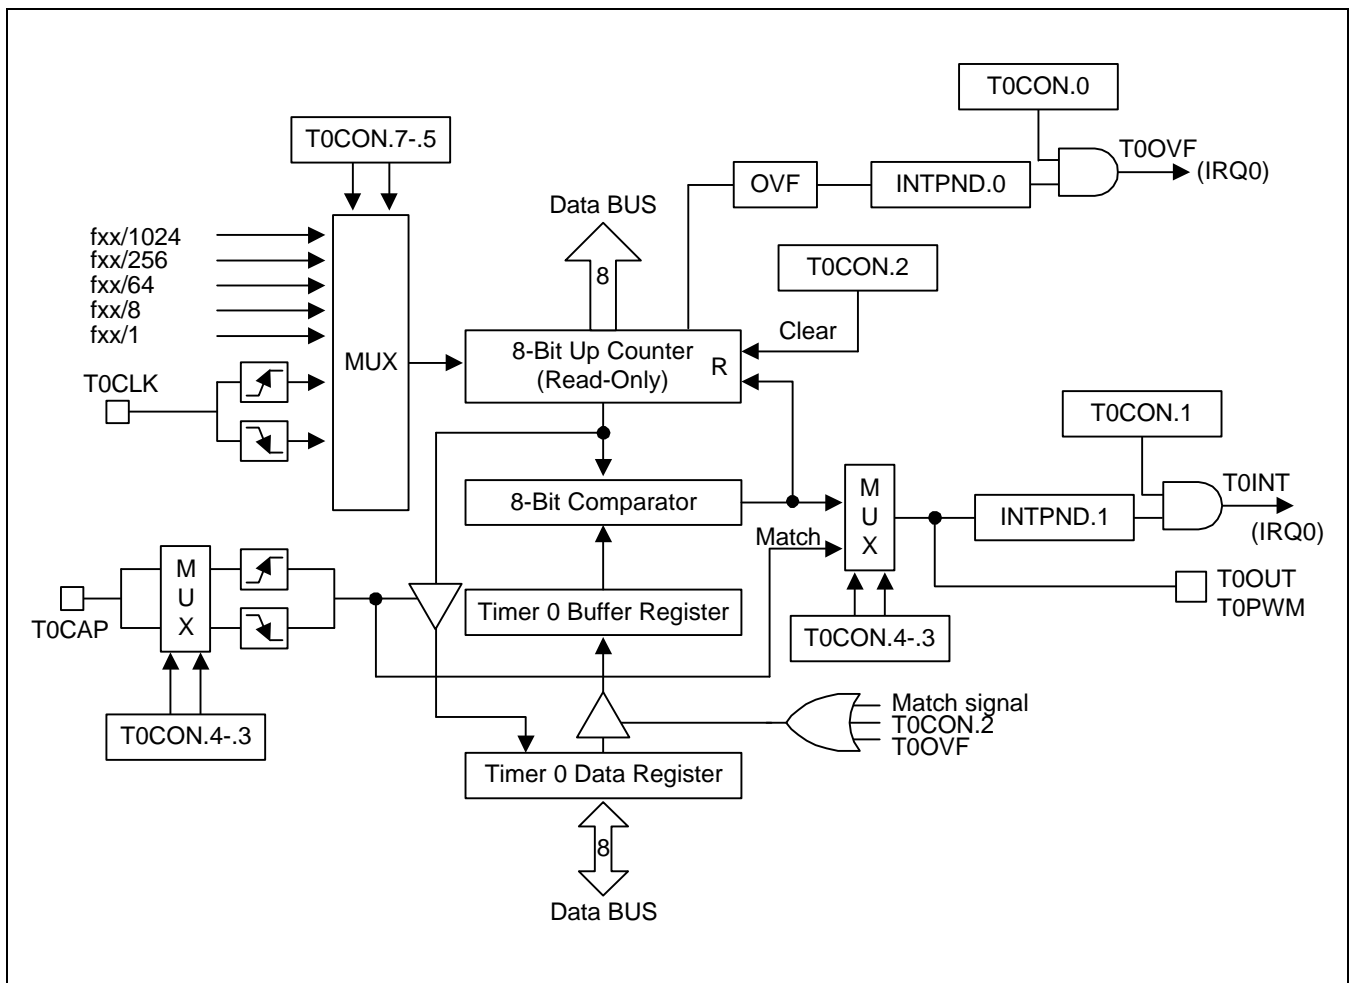 T0CON.0
T0CON.7-.5
T0OVF
(IRQ0)
OVF
INTPND.0
Data BUS
8
fxx/1024
fxx/256
fxx/64
fxx/8
fxx/1
T0CON.2
Clear
MUX
8-Bit Up Counter
(Read-Only)
R
T0CLK
T0CON.1
8-Bit Comparator
M
U
X
T0INT
(IRQ0)
INTPND.1
Match
M
U
X
T0CAP
Timer 0 Buffer Register
T0OUT
T0PWM
T0CON.4-.3
T0CON.4-.3
Match signal
T0CON.2
T0OVF
Timer 0 Data Register
8
Data BUS